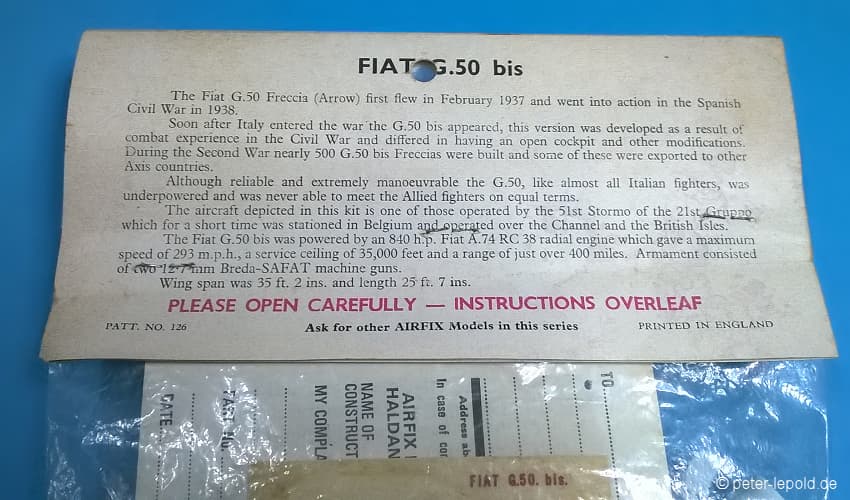 FIAT G.50 bis
The Fiat G.50 Freccia (Arrow) first flew in February 1937 and went into action in the Spanish
Civil War in 1938.
Soon after Italy entered the war the G.50 bis appeared, this version was developed as a result of
combat experience in the Civil War and differed in having an open cockpit and other modifications.
During the Second War nearly 500 G.50 bis Freccias were built and some of these were exported to other
Axis countries.
Although reliable and extremely manoeuvrable the G.50, like almost all Italian fighters, was
underpowered and was never able to meet the Allied fighters on equal terms.
The aircraft depicted in this kit is one of those operated by the 51st Stormo of the 21st Gruppo
which for a short time was stationed in Belgium and operated over the Channel and the British Isles.
The Fiat G.50 bis was powered by an 840 h.p. Fiat A.74 RC 38 radial engine which gave a maximum
speed of 293 m.p.h., a service ceiling of 35,000 feet and a range of just over 400 miles. Armament consisted
of two 12·7 mm Breda-SAFAT machine guns.
Wing span was 35 ft. 2 ins. and length 25 ft. 7 ins.
PLEASE OPEN CAREFULLY — INSTRUCTIONS OVERLEAF
PATT. NO. 126 Ask for other AIRFIX Models in this series PRINTED IN ENGLAND
TO
Address
In case of
AIRFIX
HALDAN
NAME OF
CONSTRUCT
MY COMPLA
DATE
FIAT G.50. bis.
© peter-lepold.de